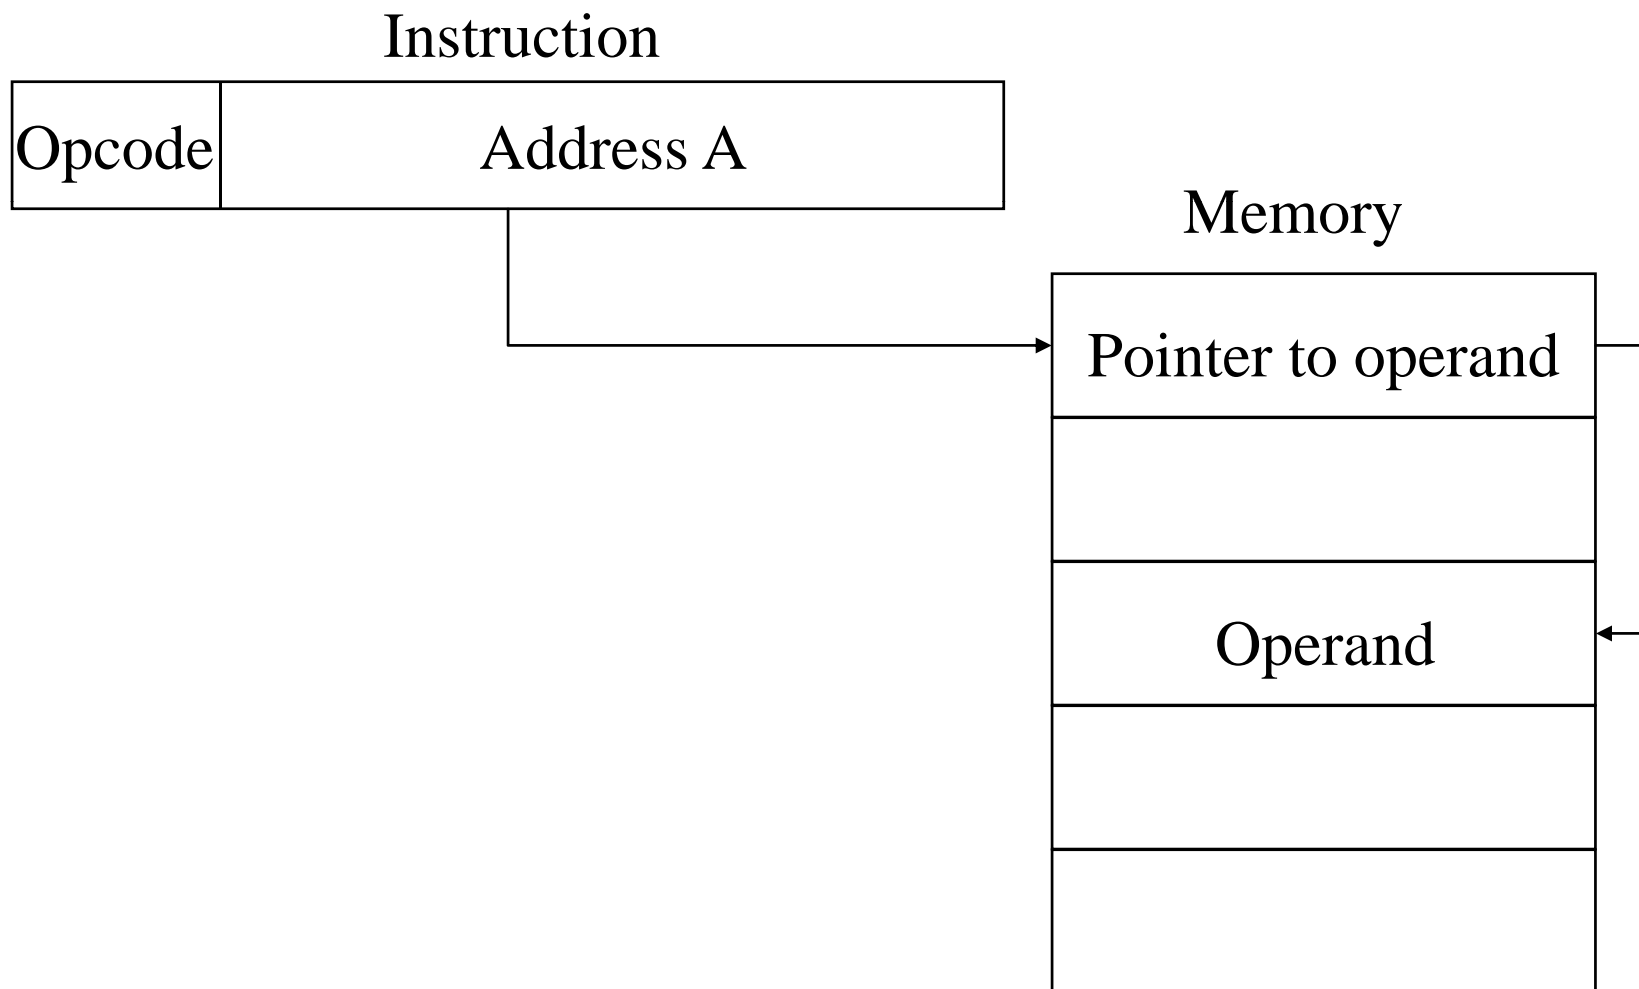 Instruction
Opcode
Address A
Memory
Pointer to operand
Operand